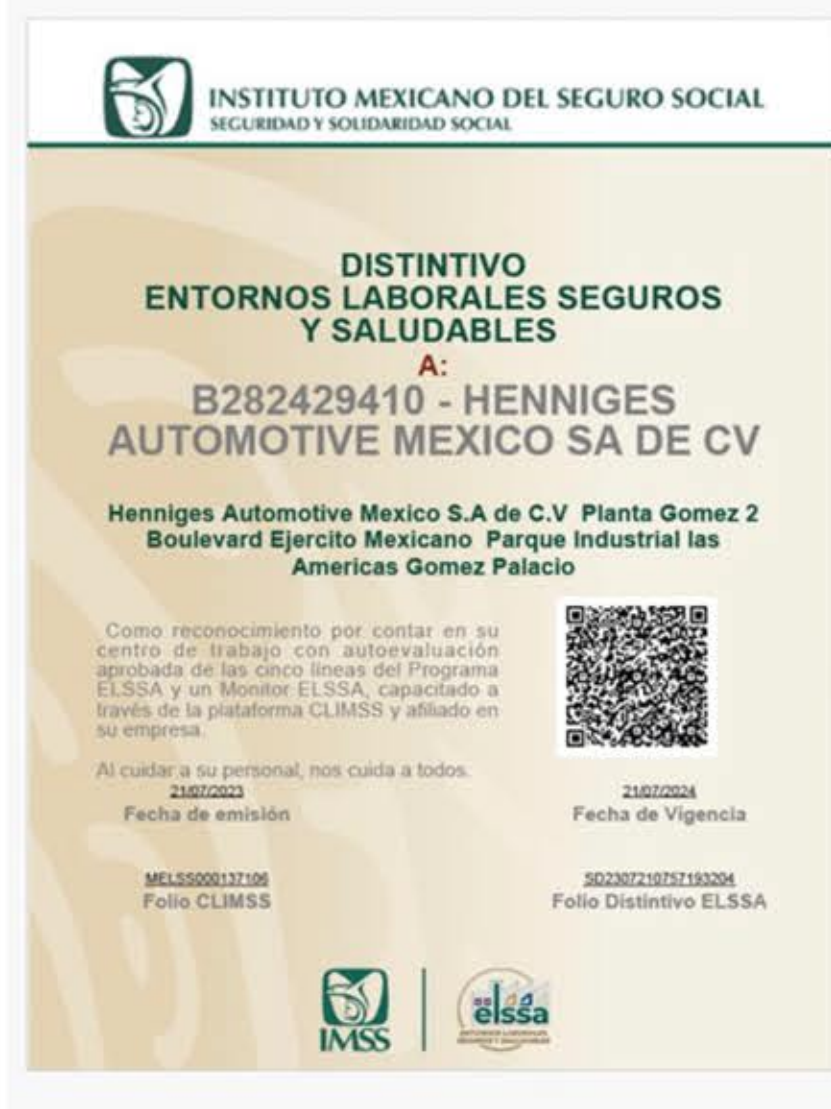 INSTITUTO MEXICANO DEL SEGURO SOCIAL
SEGURIDAD Y SOLIDARIDAD SOCIAL
DISTINTIVO
ENTORNOS LABORALES SEGUROS
Y SALUDABLES
A:
B282429410 - HENNIGES
AUTOMOTIVE MEXICO SA DE CV
Henniges Automotive Mexico S.A de C.V Planta Gomez 2
Boulevard Ejercito Mexicano Parque Industrial las
Americas Gomez Palacio
Como reconocimiento por contar en su
centro de trabajo con autoevaluación
aprobada de las cinco líneas del Programa
ELSSA y un Monitor ELSSA, capacitado a
través de la plataforma CLIMSS y afiliado en
su empresa.
Al cuidar a su personal, nos cuida a todos.
21/07/2023
Fecha de emisión
21/07/2024
Fecha de Vigencia
MELSS000137106
Folio CLIMSS
SD2307210757193204
Folio Distintivo ELSSA
IMSS
elssa
ENTORNOS LABORALES
SEGUROS Y SALUDABLES